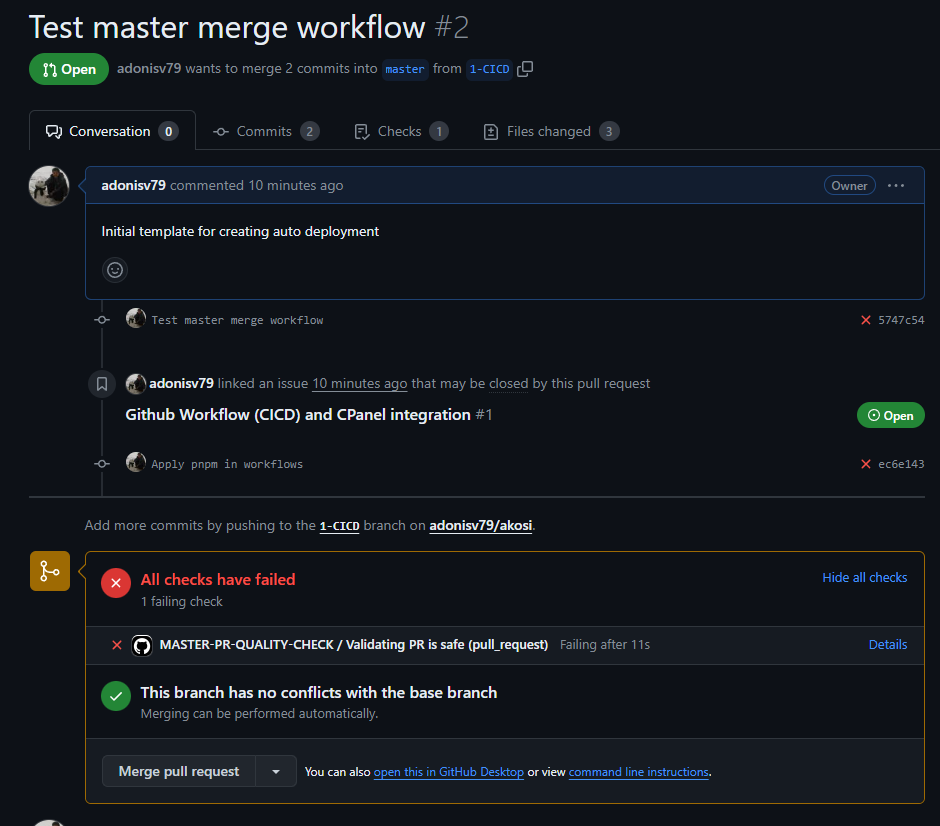 Test master merge workflow #2
Open adonisv79 wants to merge 2 commits into master from 1-CICD
Conversation 0 Commits 2 Checks 1 Files changed 3
adonisv79 commented 10 minutes ago Owner ...
Initial template for creating auto deployment
Test master merge workflow 5747c54
adonisv79 linked an issue 10 minutes ago that may be closed by this pull request
Github Workflow (CICD) and CPanel integration #1 Open
Apply pnpm in workflows ec6e143
Add more commits by pushing to the 1-CICD branch on adonisv79/akosi.
All checks have failed Hide all checks
1 failing check
MASTER-PR-QUALITY-CHECK / Validating PR is safe (pull_request) Failing after 11s Details
This branch has no conflicts with the base branch
Merging can be performed automatically.
Merge pull request You can also open this in GitHub Desktop or view command line instructions.